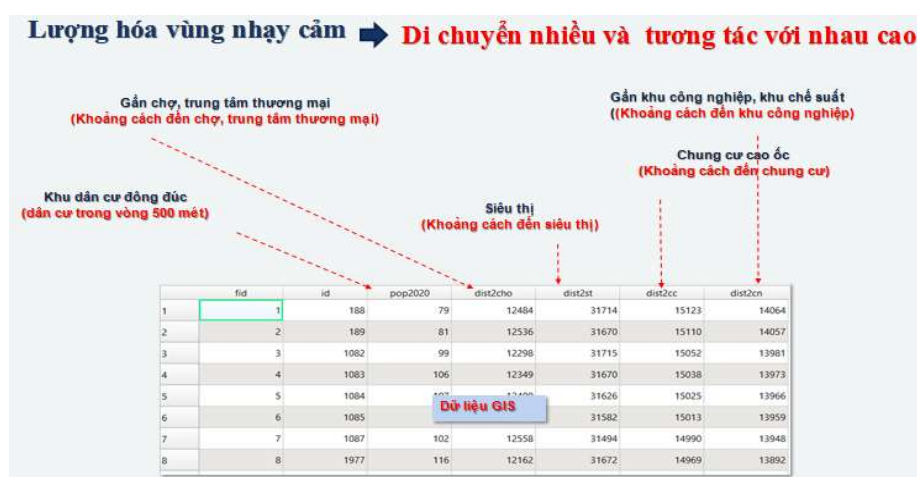 Lượng hóa vùng nhạy cảm Di chuyển nhiều và tương tác với nhau cao
Gần chợ, trung tâm thương mại
(Khoảng cách đến chợ, trung tâm thương mại)
Gần khu công nghiệp, khu chế suất
((Khoảng cách đến khu công nghiệp)
Chung cư cao ốc
(Khoảng cách đến chung cư)
Khu dân cư đông đúc
(dân cư trong vòng 500 mét)
Siêu thị
(Khoảng cách đến siêu thị)
fid id pop2020 dist2cho dist2st dist2cc dist2cn
1 1 188 79 12484 31714 15123 14064
2 2 189 81 12536 31670 15110 14057
3 3 1082 99 12298 31715 15052 13981
4 4 1083 106 12349 31670 15038 13973
5 5 1084 31626 15025 13966
Dữ liệu GIS
6 6 1085 31582 15013 13959
7 7 1087 102 12558 31494 14990 13948
8 8 1977 116 12162 31672 14969 13892